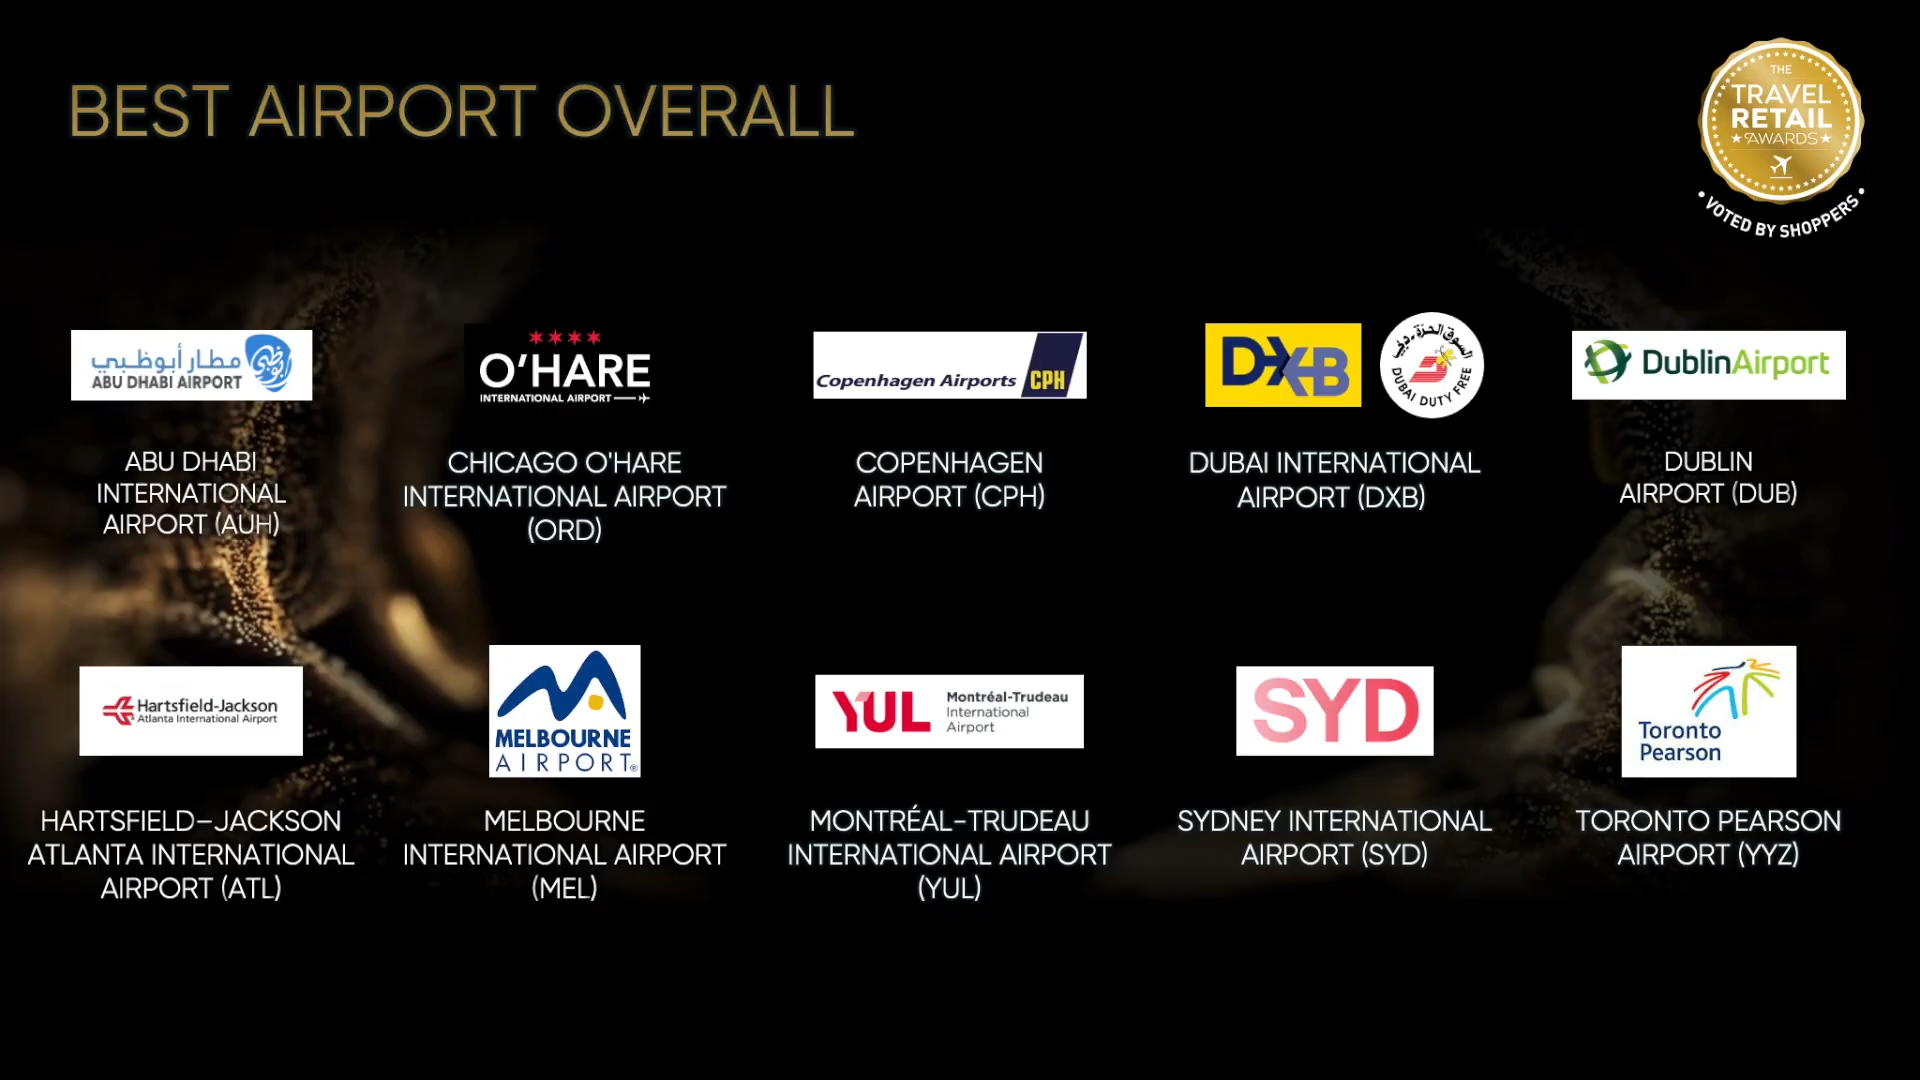 BEST AIRPORT OVERALL
THE
TRAVEL
RETAIL
AWARDS
• VOTED BY SHOPPERS •
مطار أبوظبي
ABU DHABI AIRPORT
ABU DHABI
INTERNATIONAL
AIRPORT (AUH)
O'HARE
INTERNATIONAL AIRPORT
CHICAGO O'HARE
INTERNATIONAL AIRPORT
(ORD)
Copenhagen Airports CPH
COPENHAGEN
AIRPORT (CPH)
DXB
السوق الحرة - دبي
DUBAI DUTY FREE
DUBAI INTERNATIONAL
AIRPORT (DXB)
DublinAirport
DUBLIN
AIRPORT (DUB)
Hartsfield-Jackson
Atlanta International Airport
HARTSFIELD–JACKSON
ATLANTA INTERNATIONAL
AIRPORT (ATL)
MELBOURNE
AIRPORT®
MELBOURNE
INTERNATIONAL AIRPORT
(MEL)
YUL
Montréal-Trudeau
International
Airport
MONTRÉAL-TRUDEAU
INTERNATIONAL AIRPORT
(YUL)
SYD
SYDNEY INTERNATIONAL
AIRPORT (SYD)
Toronto
Pearson
TORONTO PEARSON
AIRPORT (YYZ)